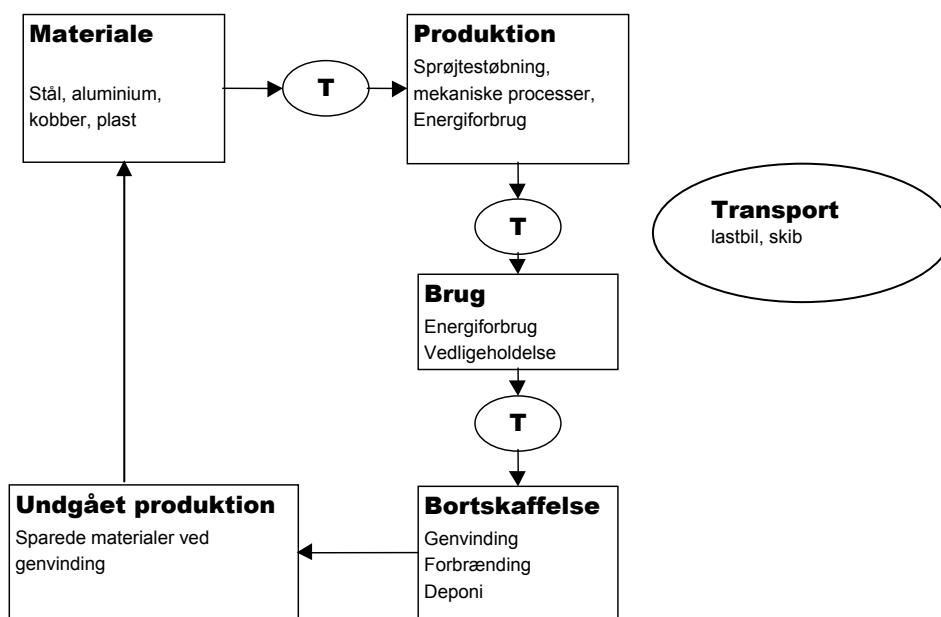 Materiale
Stål, aluminium,
kobber, plast
T
Produktion
Sprøjtestøbning,
mekaniske processer,
Energiforbrug
T
Transport
lastbil, skib
Brug
Energiforbrug
Vedligeholdelse
T
Bortskaffelse
Genvinding
Forbrænding
Deponi
Undgået produktion
Sparede materialer ved
genvinding